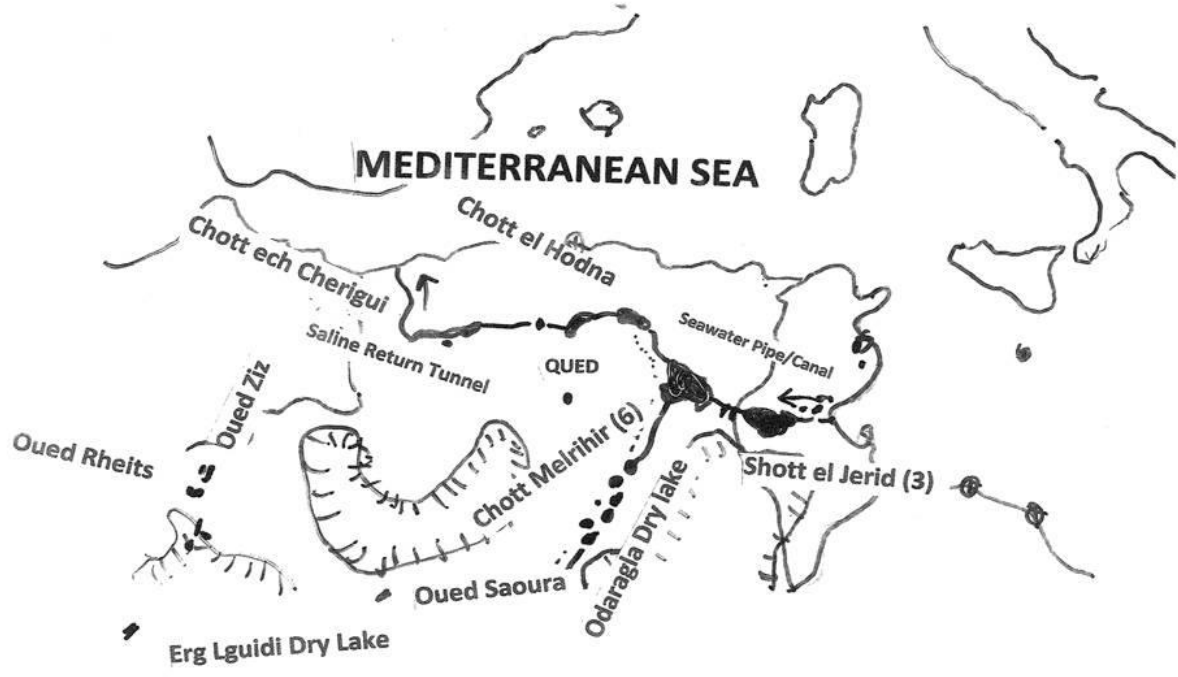 MEDITERRANEAN SEA
Chott el Hodna
Chott ech Cherigui
Saline Return Tunnel
Seawater Pipe/Canal
QUED
Oued Ziz
Oued Rheits
Chott Melrihir (6)
Shott el Jerid (3)
Odaragla Dry lake
Oued Saoura
Erg Lguidi Dry Lake